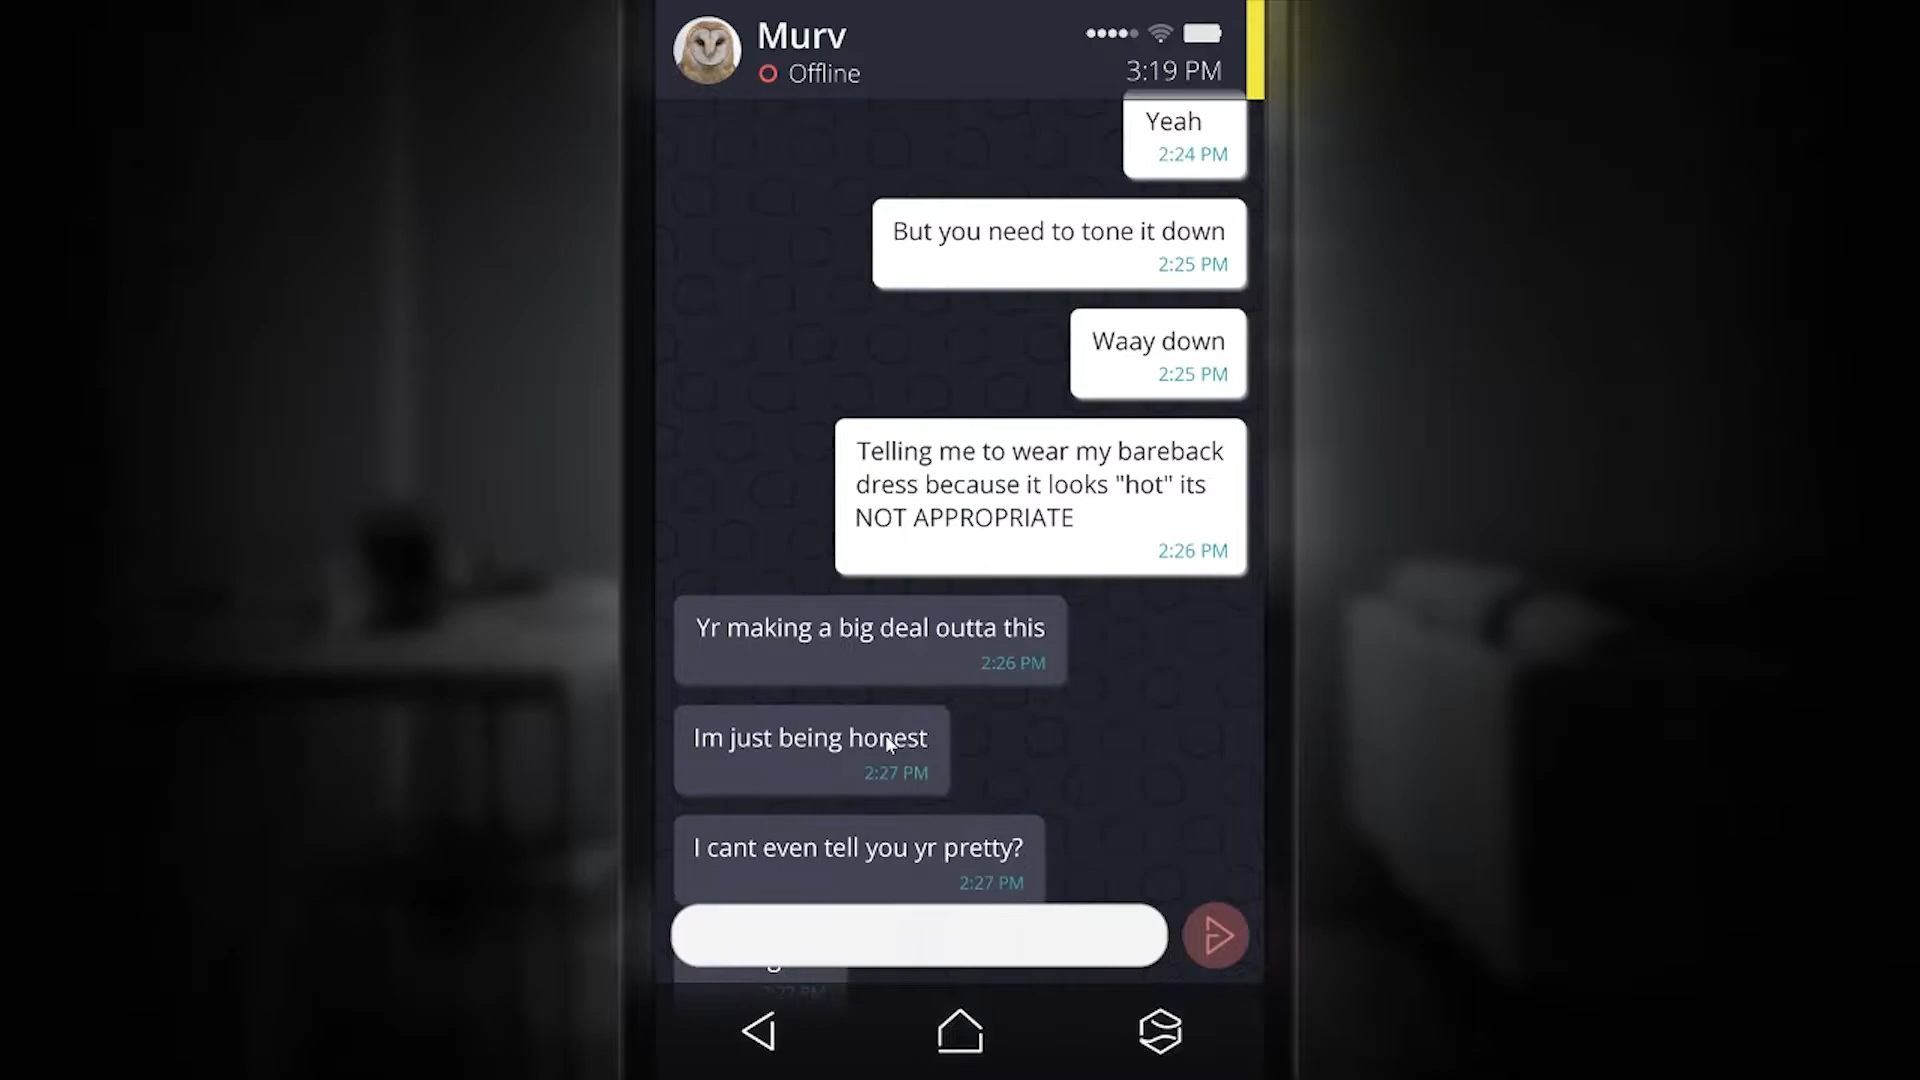 Murv
Offline
3:19 PM
Yeah
2:24 PM
But you need to tone it down
2:25 PM
Waay down
2:25 PM
Telling me to wear my bareback
dress because it looks "hot" its
NOT APPROPRIATE
2:26 PM
Yr making a big deal outta this
2:26 PM
Im just being honest
2:27 PM
I cant even tell you yr pretty?
2:27 PM
2:27 PM